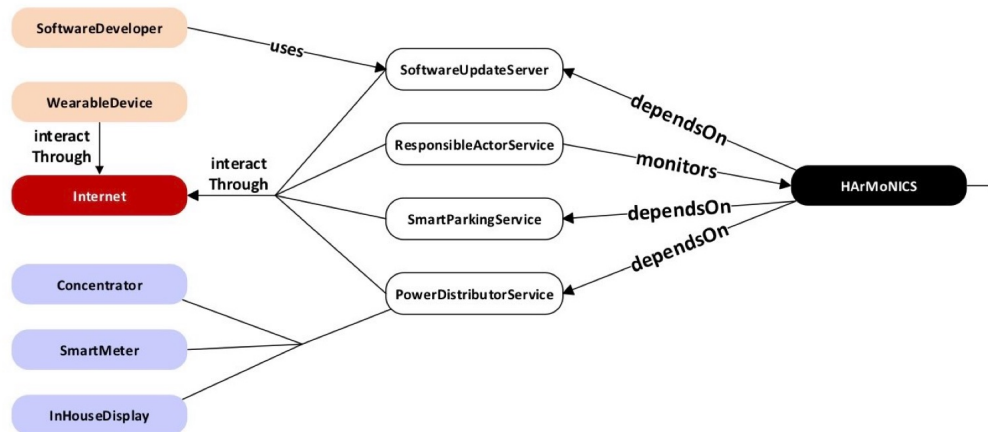 SoftwareDeveloper
uses
SoftwareUpdateServer
WearableDevice
dependsOn
interact
Through
ResponsibleActorService
monitors
interact
Through
Internet
HArMoNICS
SmartParkingService
dependsOn
dependsOn
Concentrator
PowerDistributorService
SmartMeter
InHouseDisplay